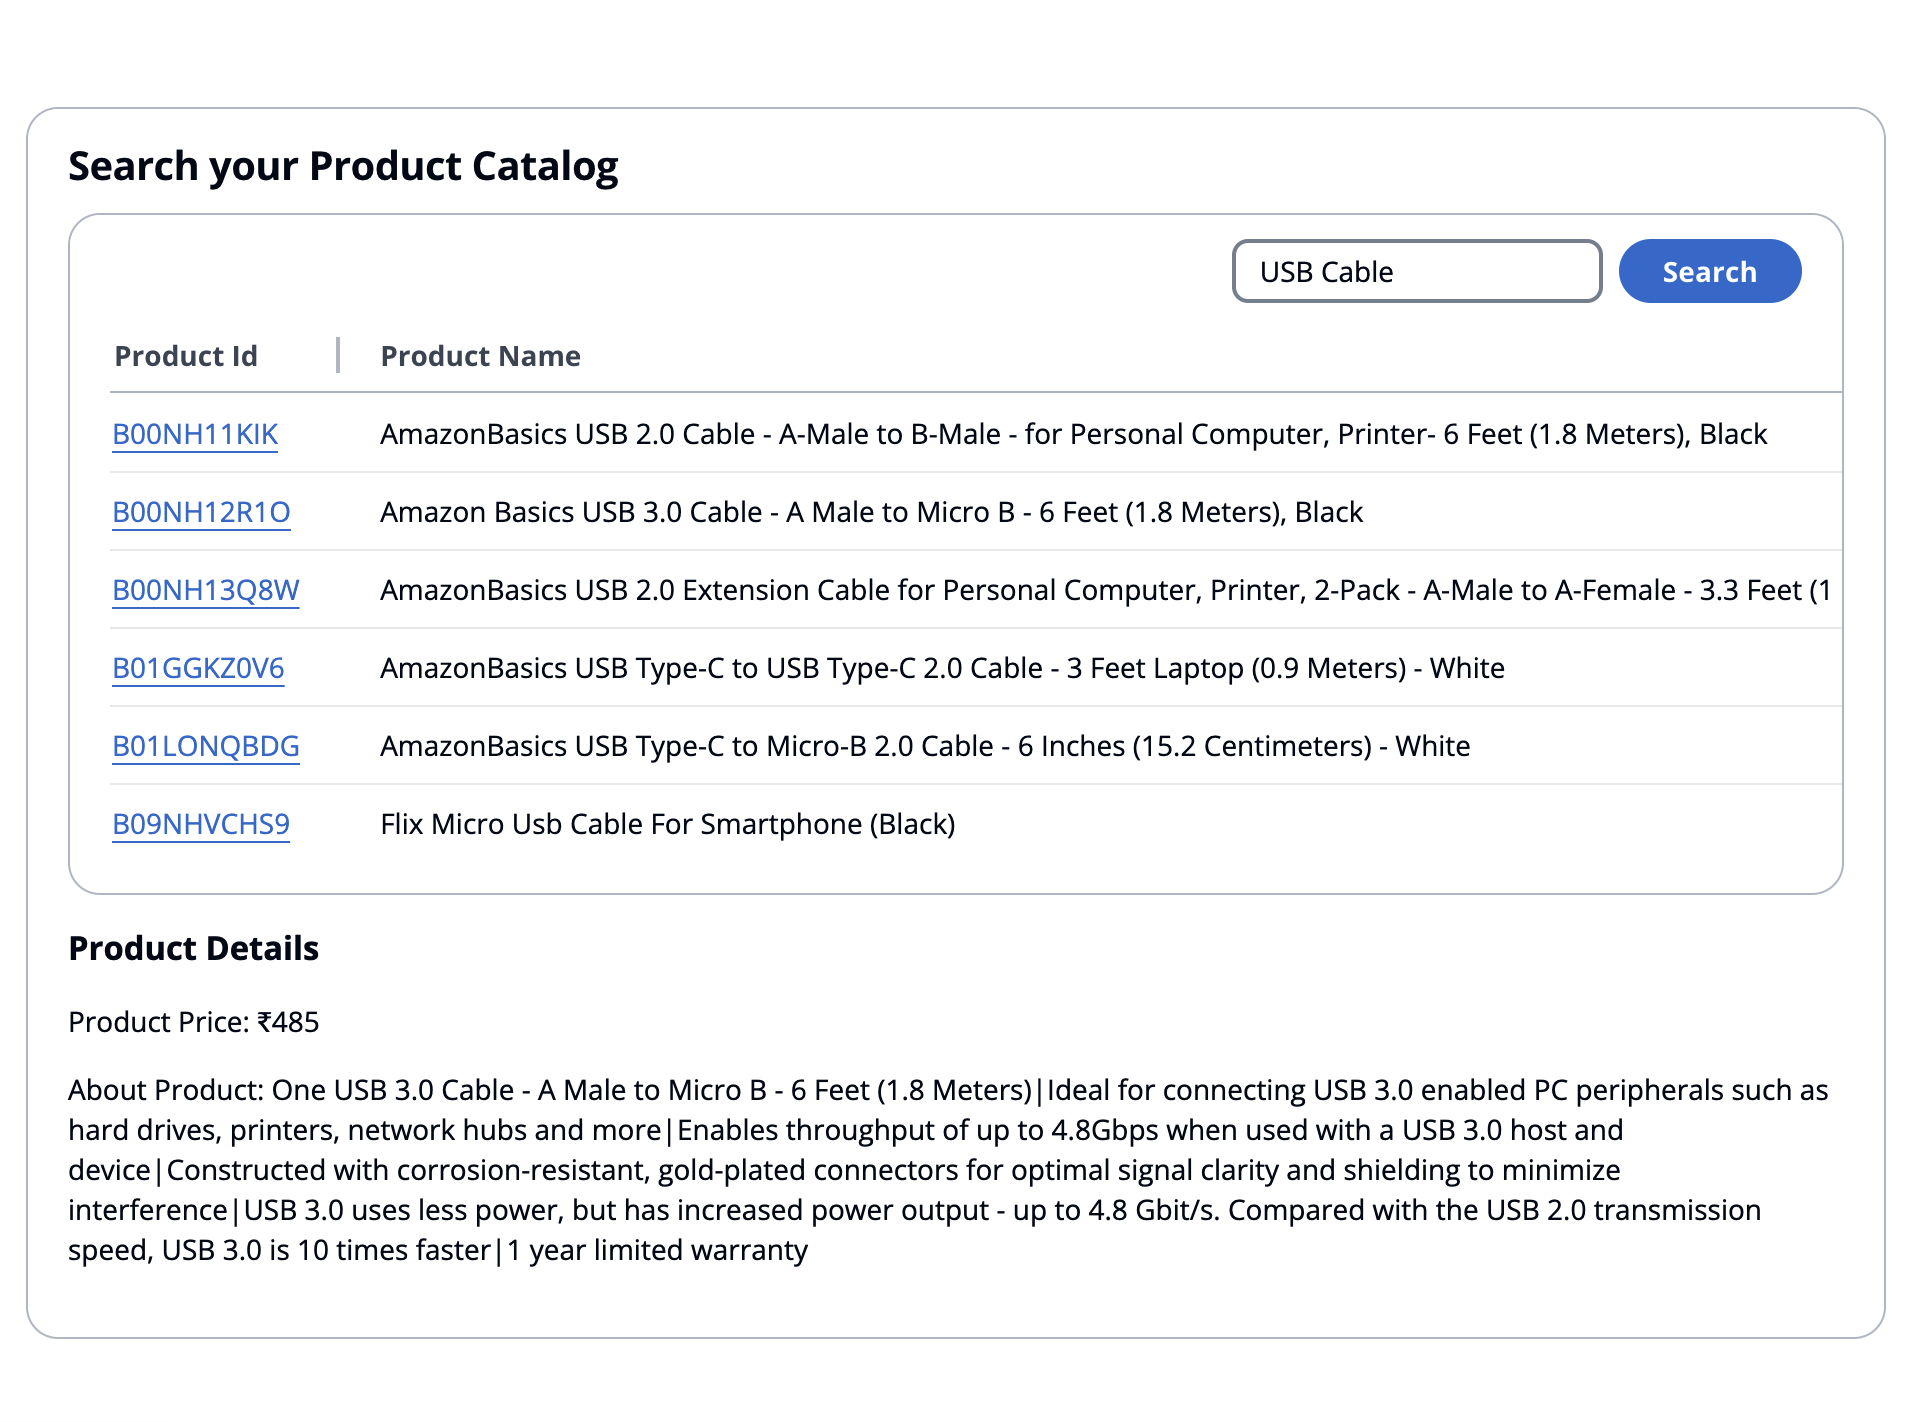 Search your Product Catalog
USB Cable Search
Product Id Product Name
B00NH11KIK AmazonBasics USB 2.0 Cable - A-Male to B-Male - for Personal Computer, Printer- 6 Feet (1.8 Meters), Black
B00NH12R1O Amazon Basics USB 3.0 Cable - A Male to Micro B - 6 Feet (1.8 Meters), Black
B00NH13Q8W AmazonBasics USB 2.0 Extension Cable for Personal Computer, Printer, 2-Pack - A-Male to A-Female - 3.3 Feet (1
B01GGKZ0V6 AmazonBasics USB Type-C to USB Type-C 2.0 Cable - 3 Feet Laptop (0.9 Meters) - White
B01LONQBDG AmazonBasics USB Type-C to Micro-B 2.0 Cable - 6 Inches (15.2 Centimeters) - White
B09NHVCHS9 Flix Micro Usb Cable For Smartphone (Black)
Product Details
Product Price: ₹485
About Product: One USB 3.0 Cable - A Male to Micro B - 6 Feet (1.8 Meters)|Ideal for connecting USB 3.0 enabled PC peripherals such as
hard drives, printers, network hubs and more|Enables throughput of up to 4.8Gbps when used with a USB 3.0 host and
device|Constructed with corrosion-resistant, gold-plated connectors for optimal signal clarity and shielding to minimize
interference|USB 3.0 uses less power, but has increased power output - up to 4.8 Gbit/s. Compared with the USB 2.0 transmission
speed, USB 3.0 is 10 times faster|1 year limited warranty